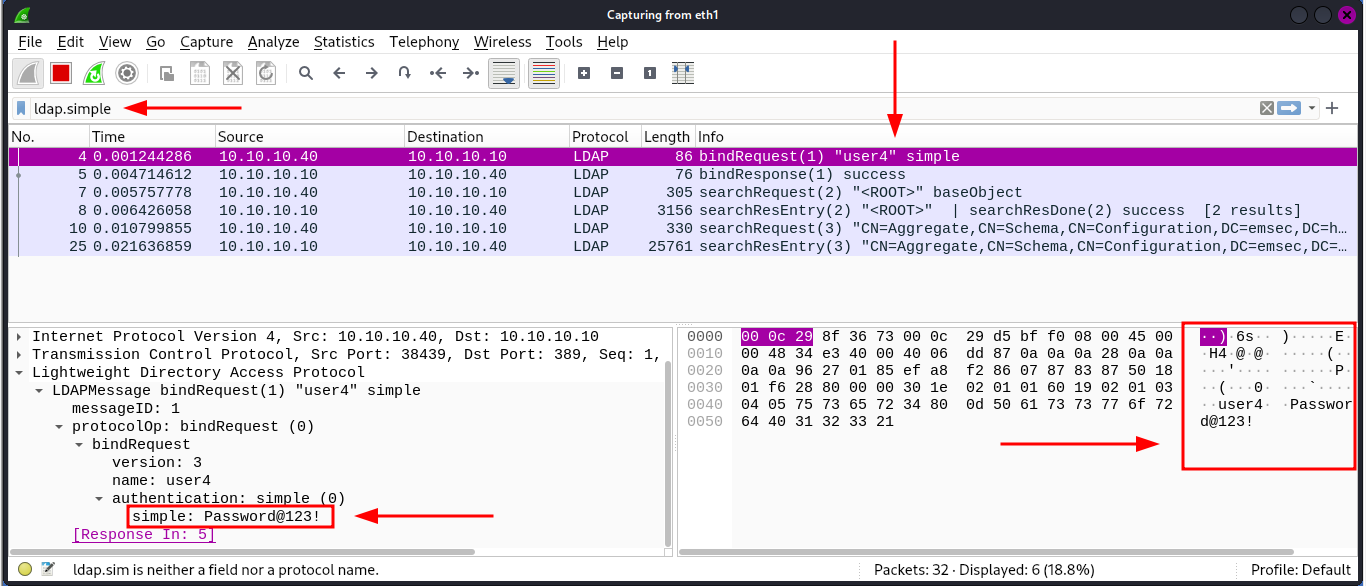 Capturing from eth1
File Edit View Go Capture Analyze Statistics Telephony Wireless Tools Help
ldap.simple
No. Time Source Destination Protocol Length Info
4 0.001244286 10.10.10.40 10.10.10.10 LDAP 86 bindRequest(1) "user4" simple
5 0.004714612 10.10.10.10 10.10.10.40 LDAP 76 bindResponse(1) success
7 0.005757778 10.10.10.40 10.10.10.10 LDAP 305 searchRequest(2) "<ROOT>" baseObject
8 0.006426058 10.10.10.10 10.10.10.40 LDAP 3156 searchResEntry(2) "<ROOT>" | searchResDone(2) success [2 results]
10 0.010799855 10.10.10.40 10.10.10.10 LDAP 330 searchRequest(3) "CN=Aggregate,CN=Schema,CN=Configuration,DC=emsec,DC=h…
25 0.021636859 10.10.10.10 10.10.10.40 LDAP 25761 searchResEntry(3) "CN=Aggregate,CN=Schema,CN=Configuration,DC=emsec,DC=…
Internet Protocol Version 4, Src: 10.10.10.40, Dst: 10.10.10.10
Transmission Control Protocol, Src Port: 38439, Dst Port: 389, Seq: 1,
Lightweight Directory Access Protocol
LDAPMessage bindRequest(1) "user4" simple
messageID: 1
protocolOp: bindRequest (0)
bindRequest
version: 3
name: user4
authentication: simple (0)
simple: Password@123!
[Response In: 5]
0000 00 0c 29 8f 36 73 00 0c 29 d5 bf f0 08 00 45 00 ··)·6s·· )·····E·
0010 00 48 34 e3 40 00 40 06 dd 87 0a 0a 0a 28 0a 0a ·H4·@·@· ·····(··
0020 0a 0a 96 27 01 85 ef a8 f2 86 07 87 83 87 50 18 ···'···· ······P·
0030 01 f6 28 80 00 00 30 1e 02 01 01 60 19 02 01 03 ··(···0· ···`····
0040 04 05 75 73 65 72 34 80 0d 50 61 73 73 77 6f 72 ··user4· ·Passwor
0050 64 40 31 32 33 21 d@123!
ldap.sim is neither a field nor a protocol name. Packets: 32 · Displayed: 6 (18.8%) Profile: Default